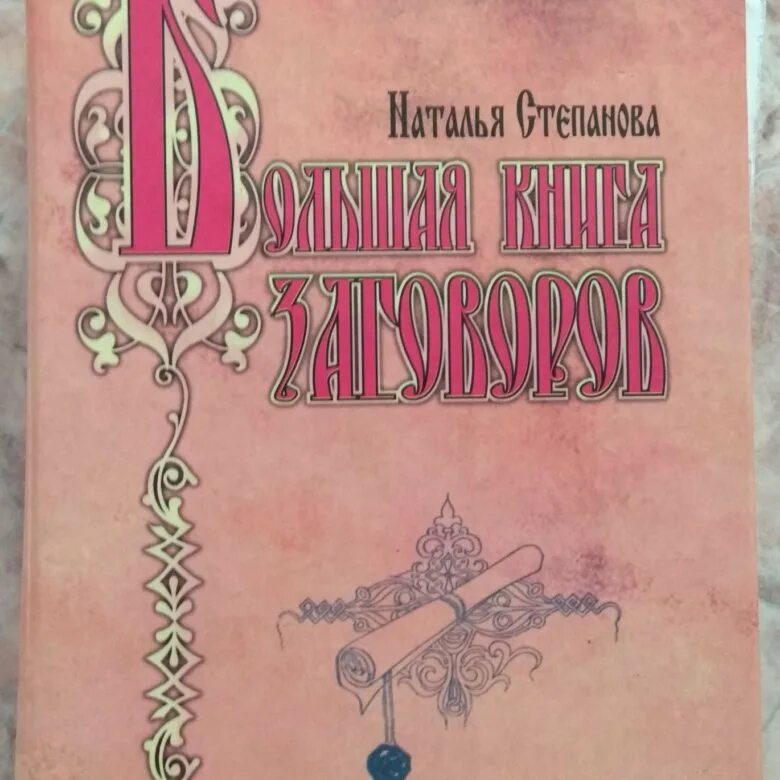 Наталья Степанова
Большая книга
заговоров